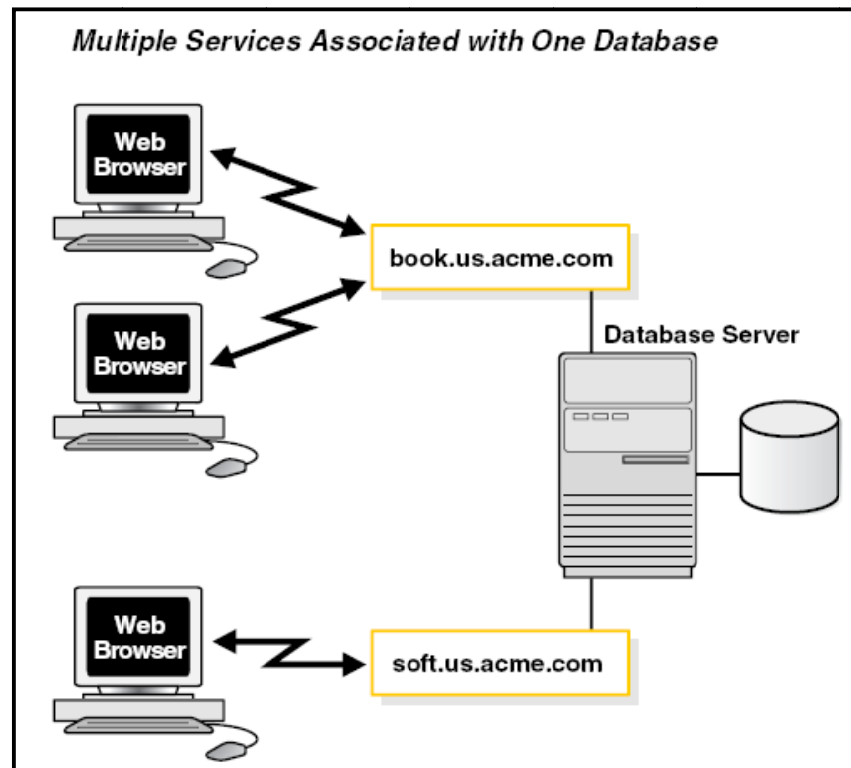 Multiple Services Associated with One Database
Web
Browser
book.us.acme.com
Web
Browser
Database Server
Web
Browser
soft.us.acme.com